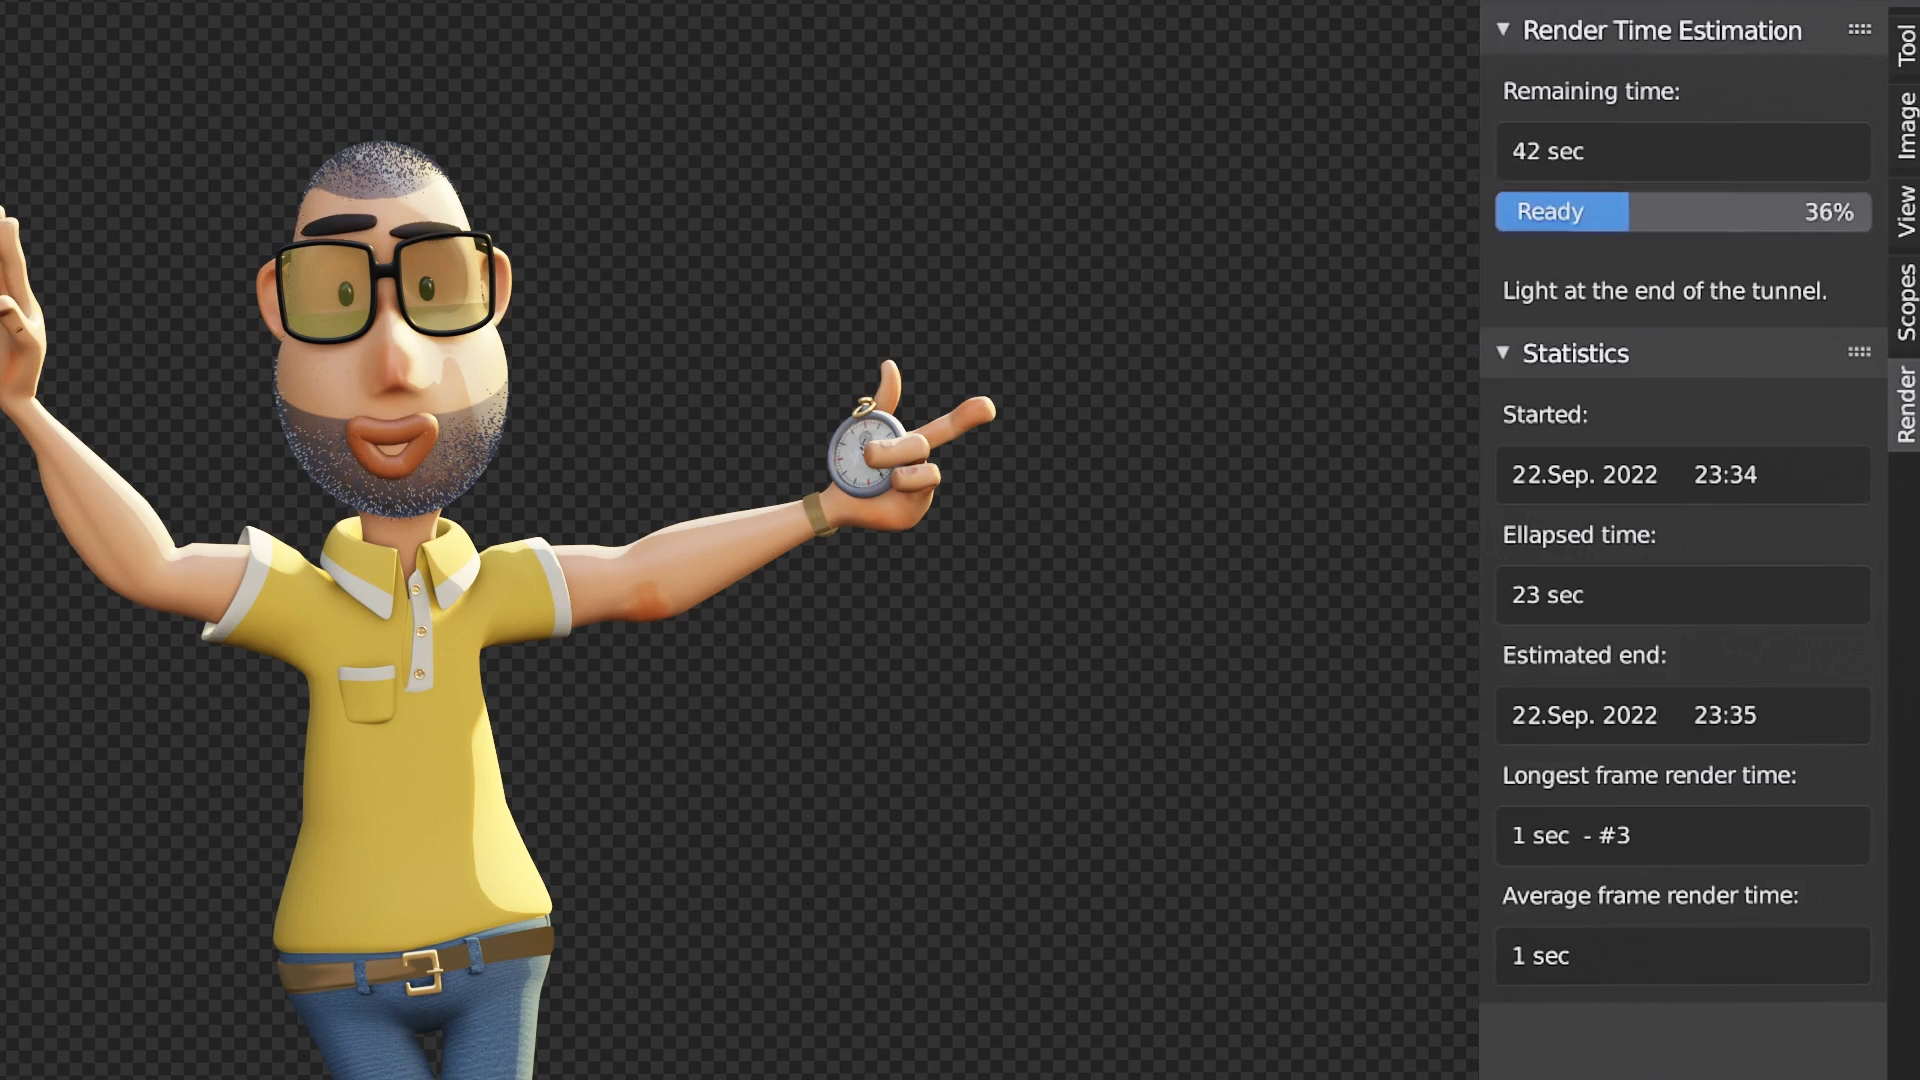 Render Time Estimation
Remaining time:
42 sec
Ready 36%
Light at the end of the tunnel.
Statistics
Started:
22.Sep. 2022 23:34
Ellapsed time:
23 sec
Estimated end:
22.Sep. 2022 23:35
Longest frame render time:
1 sec - #3
Average frame render time:
1 sec
Tool
Image
View
Scopes
Render